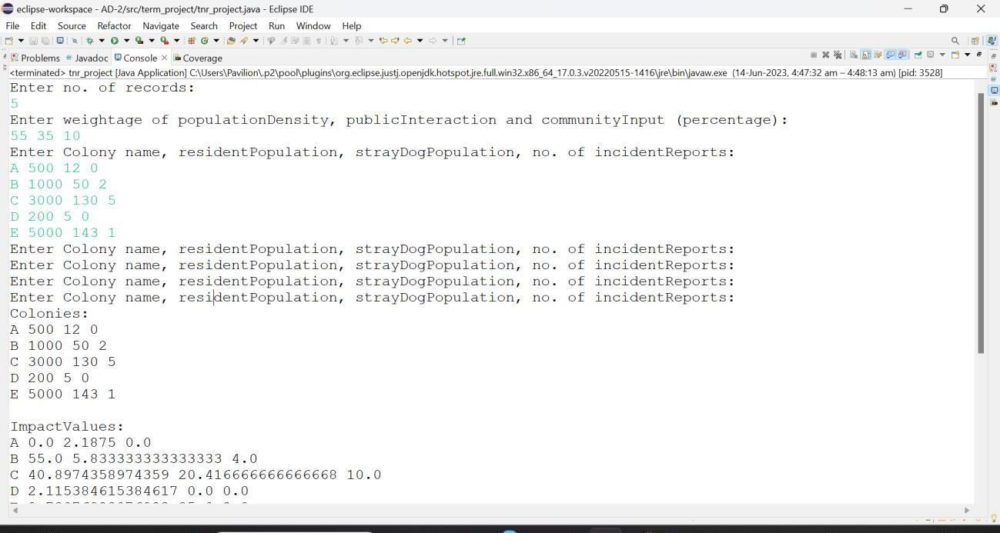 eclipse-workspace - AD-2/src/term_project/tnr_project.java - Eclipse IDE
File Edit Source Refactor Navigate Search Project Run Window Help
Problems Javadoc Console Coverage
<terminated> tnr_project [Java Application] C:\Users\Pavilion\.p2\pool\plugins\org.eclipse.justj.openjdk.hotspot.jre.full.win32.x86_64_17.0.3.v20220515-1416\jre\bin\javaw.exe (14-Jun-2023, 4:47:32 am – 4:48:13 am) [pid: 3528]
Enter no. of records:
5
Enter weightage of populationDensity, publicInteraction and communityInput (percentage):
55 35 10
Enter Colony name, residentPopulation, strayDogPopulation, no. of incidentReports:
A 500 12 0
B 1000 50 2
C 3000 130 5
D 200 5 0
E 5000 143 1
Enter Colony name, residentPopulation, strayDogPopulation, no. of incidentReports:
Enter Colony name, residentPopulation, strayDogPopulation, no. of incidentReports:
Enter Colony name, residentPopulation, strayDogPopulation, no. of incidentReports:
Enter Colony name, residentPopulation, strayDogPopulation, no. of incidentReports:
Colonies:
A 500 12 0
B 1000 50 2
C 3000 130 5
D 200 5 0
E 5000 143 1
ImpactValues:
A 0.0 2.1875 0.0
B 55.0 5.833333333333333 4.0
C 40.8974358974359 20.416666666666668 10.0
D 2.115384615384617 0.0 0.0